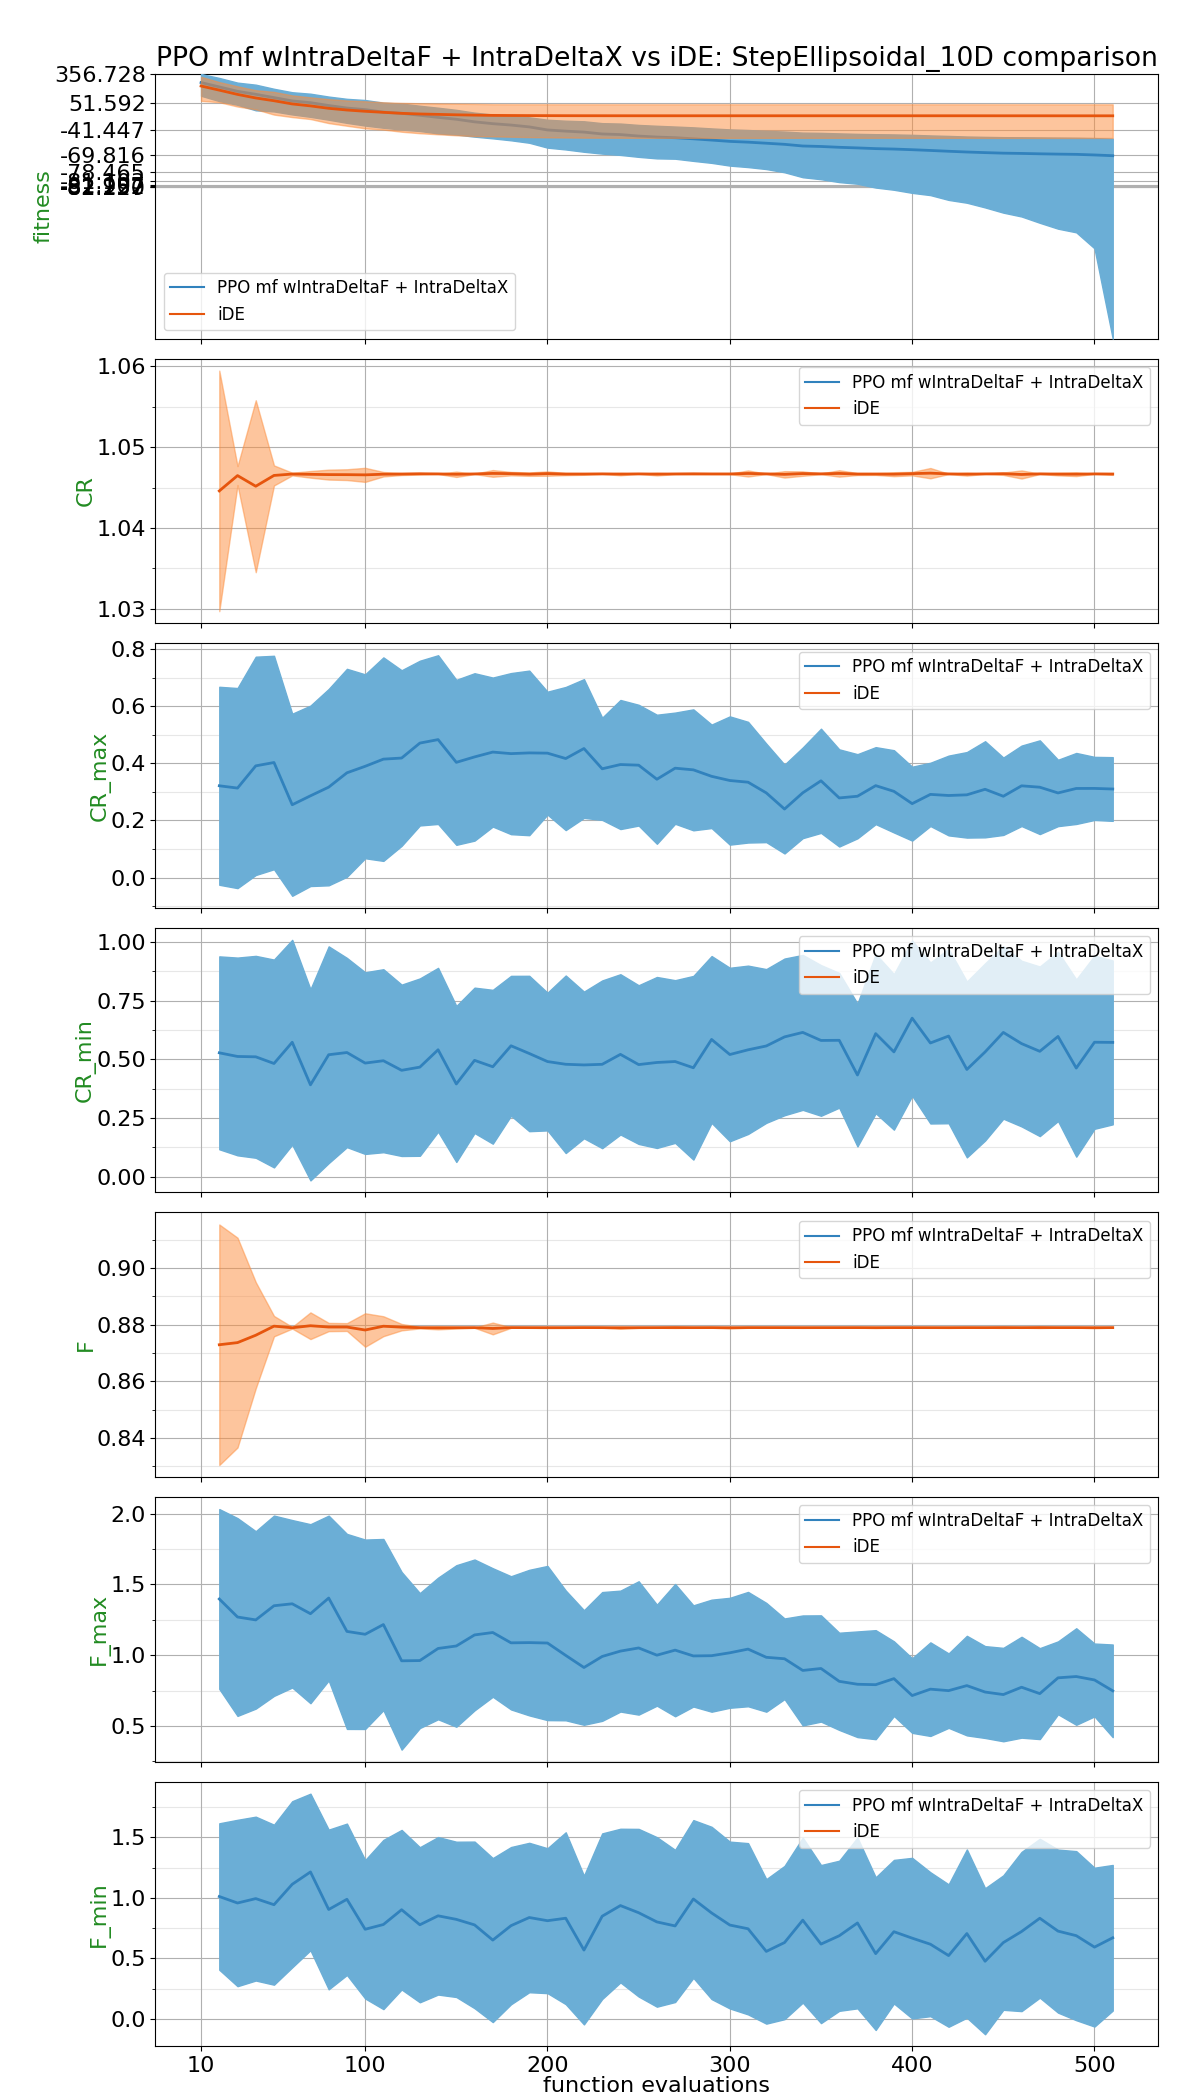 PPO mf wIntraDeltaF + IntraDeltaX vs iDE: StepEllipsoidal_10D comparison
356.728
51.592
-41.447
-69.816
-78.465
fitness
PPO mf wIntraDeltaF + IntraDeltaX
iDE
1.06
1.05
1.04
1.03
CR
PPO mf wIntraDeltaF + IntraDeltaX
iDE
0.8
0.6
0.4
0.2
0.0
CR_max
PPO mf wIntraDeltaF + IntraDeltaX
iDE
1.00
0.75
0.50
0.25
0.00
CR_min
PPO mf wIntraDeltaF + IntraDeltaX
iDE
0.90
0.88
0.86
0.84
F
PPO mf wIntraDeltaF + IntraDeltaX
iDE
2.0
1.5
1.0
0.5
F_max
PPO mf wIntraDeltaF + IntraDeltaX
iDE
1.5
1.0
0.5
0.0
F_min
PPO mf wIntraDeltaF + IntraDeltaX
iDE
10 100 200 300 400 500
function evaluations